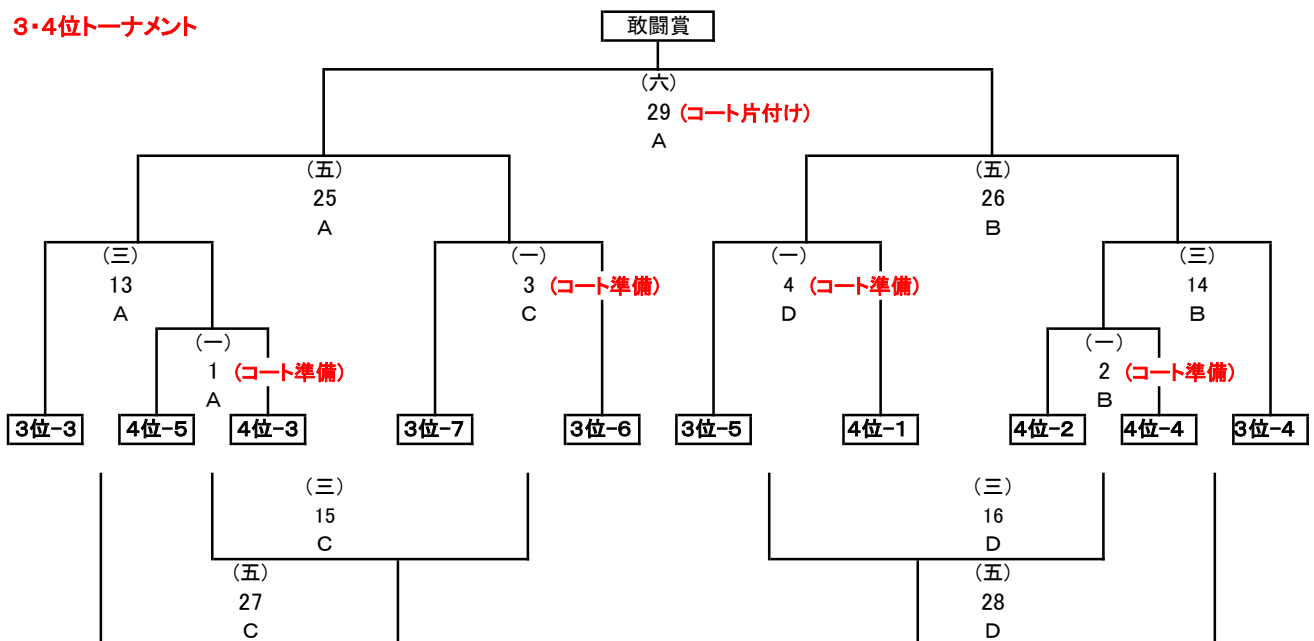 3・4位トーナメント
敢闘賞
(六)
29 (コート片付け)
A
(五) (五)
25 26
A B
(三) (一) (一) (三)
13 3 (コート準備) 4 (コート準備) 14
A C D B
(一) (一)
1 (コート準備) 2 (コート準備)
A B
3位-3 4位-5 4位-3 3位-7 3位-6 3位-5 4位-1 4位-2 4位-4 3位-4
(三) (三)
15 16
C D
(五) (五)
27 28
C D